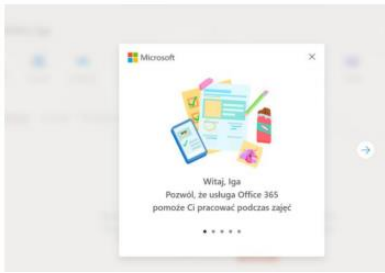 Microsoft
Witaj, Iga
Pozwól, że usługa Office 365
pomoże Ci pracować podczas zajęć